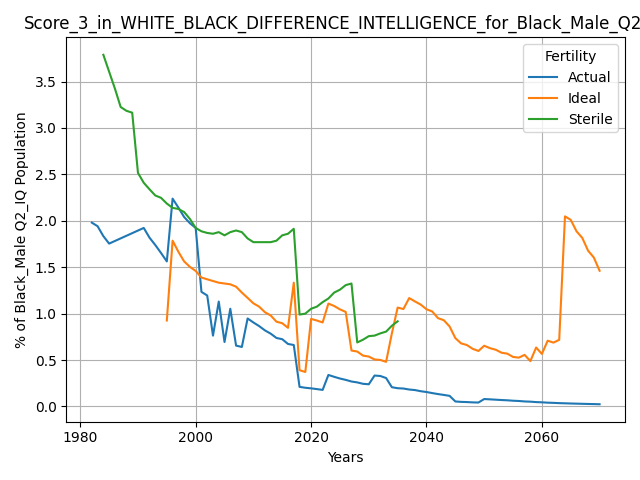 Score_3_in_WHITE_BLACK_DIFFERENCE_INTELLIGENCE_for_Black_Male_Q2
Fertility
Actual
Ideal
Sterile
% of Black_Male Q2_IQ Population
3.5
3.0
2.5
2.0
1.5
1.0
0.5
0.0
1980 2000 2020 2040 2060
Years